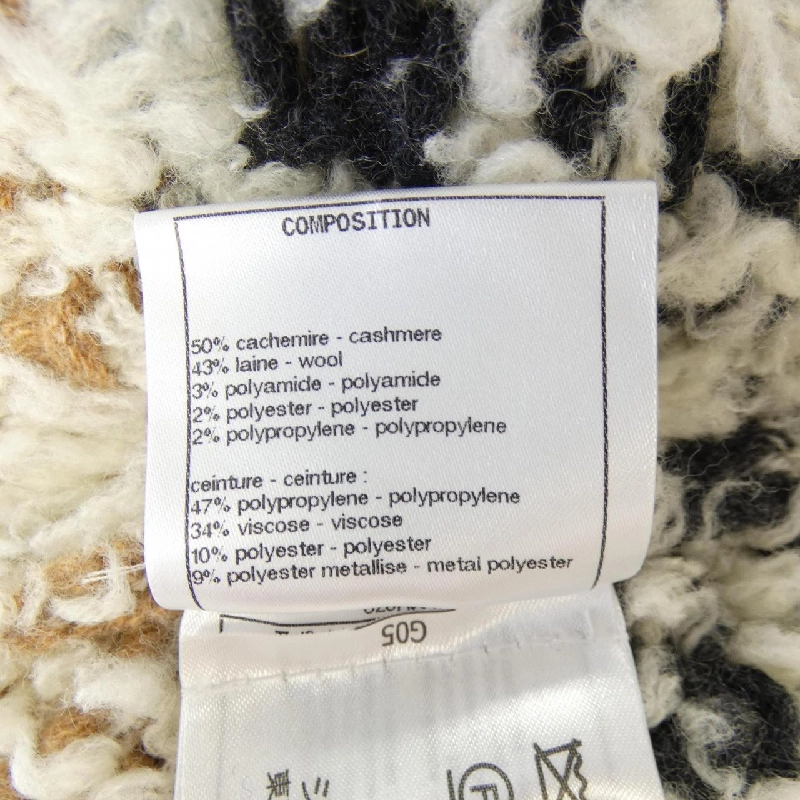 COMPOSITION
50% cachemire - cashmere
43% laine - wool
3% polyamide - polyamide
2% polyester - polyester
2% polypropylene - polypropylene
ceinture - ceinture :
47% polypropylene - polypropylene
34% viscose - viscose
10% polyester - polyester
9% polyester metallise - metal polyester
G05
P